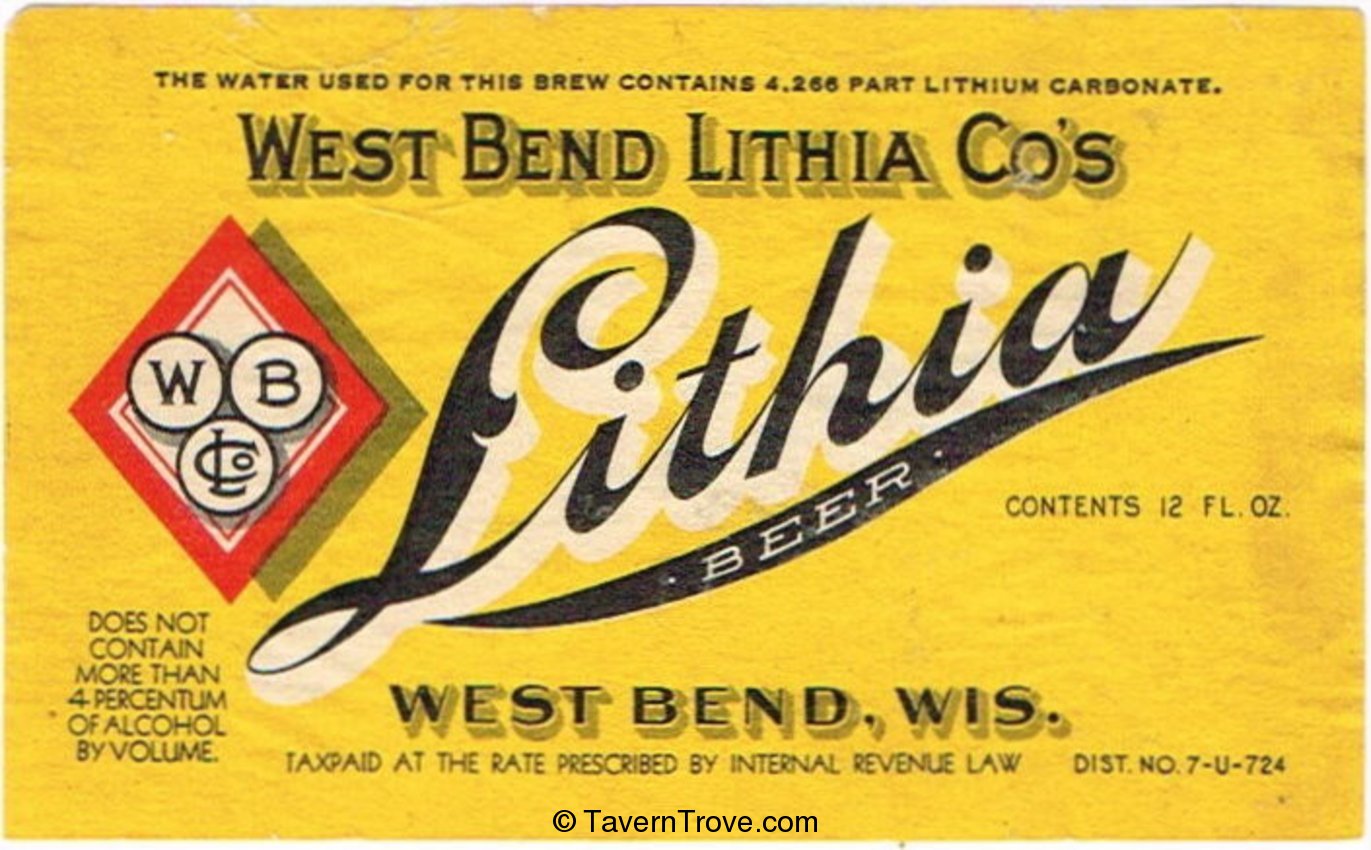 THE WATER USED FOR THIS BREW CONTAINS 4.266 PART LITHIUM CARBONATE.
WEST BEND LITHIA CO'S
Lithia
W B
L Co
BEER
CONTENTS 12 FL. OZ.
DOES NOT
CONTAIN
MORE THAN
4 PERCENTUM
OF ALCOHOL
BY VOLUME.
WEST BEND, WIS.
TAXPAID AT THE RATE PRESCRIBED BY INTERNAL REVENUE LAW DIST. NO. 7-U-724
© TavernTrove.com